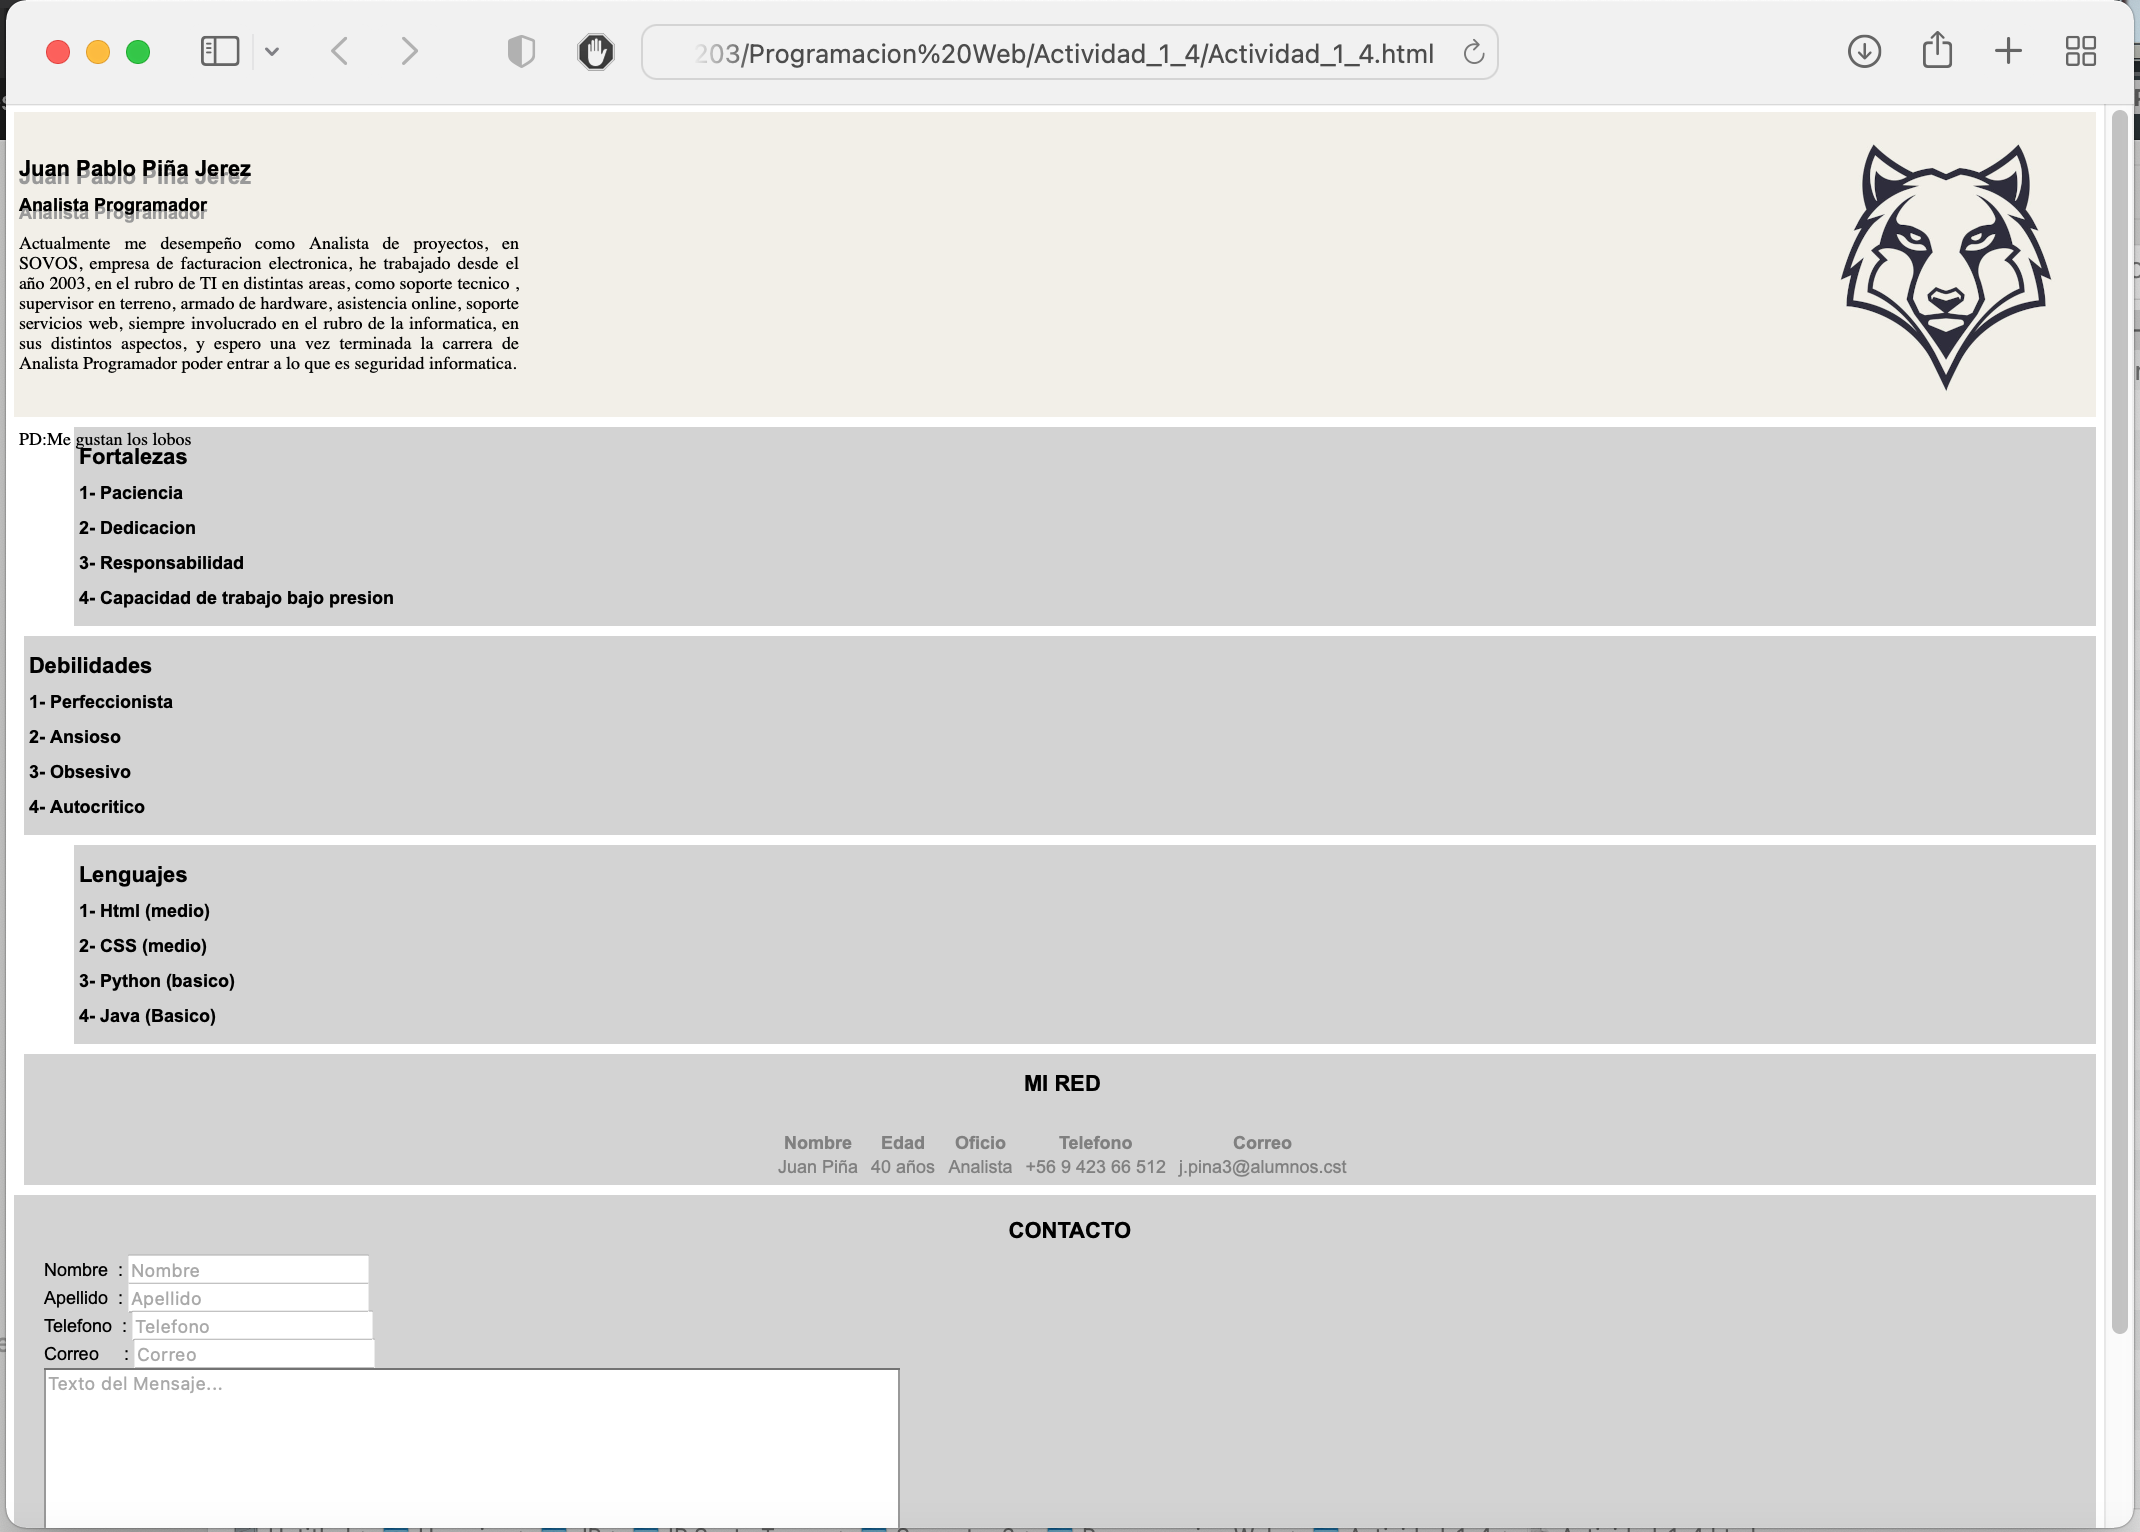 203/Programacion%20Web/Actividad_1_4/Actividad_1_4.html
Juan Pablo Piña Jerez
Analista Programador
Actualmente me desempeño como Analista de proyectos, en
SOVOS, empresa de facturacion electronica, he trabajado desde el
año 2003, en el rubro de TI en distintas areas, como soporte tecnico ,
supervisor en terreno, armado de hardware, asistencia online, soporte
servicios web, siempre involucrado en el rubro de la informatica, en
sus distintos aspectos, y espero una vez terminada la carrera de
Analista Programador poder entrar a lo que es seguridad informatica.
PD:Me gustan los lobos
Fortalezas
1- Paciencia
2- Dedicacion
3- Responsabilidad
4- Capacidad de trabajo bajo presion
Debilidades
1- Perfeccionista
2- Ansioso
3- Obsesivo
4- Autocritico
Lenguajes
1- Html (medio)
2- CSS (medio)
3- Python (basico)
4- Java (Basico)
MI RED
Nombre Edad Oficio Telefono Correo
Juan Piña 40 años Analista +56 9 423 66 512 j.pina3@alumnos.cst
CONTACTO
Nombre : Nombre
Apellido : Apellido
Telefono : Telefono
Correo : Correo
Texto del Mensaje...